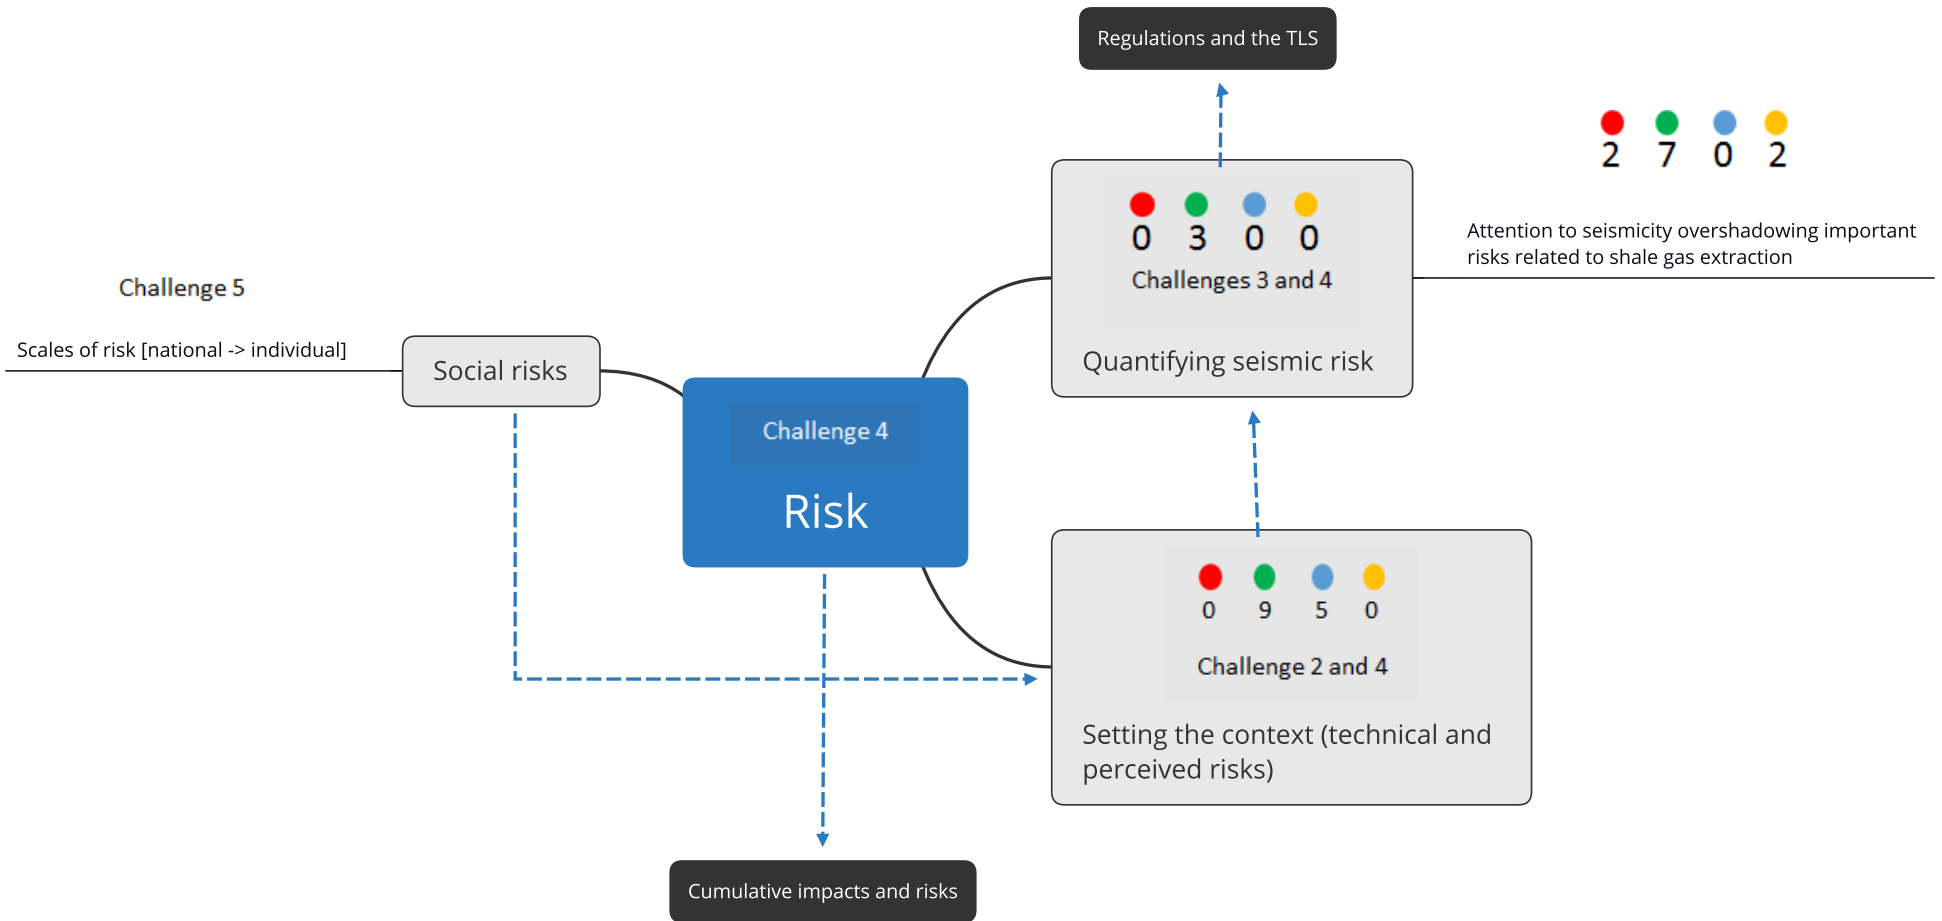 Regulations and the TLS
2 7 0 2
Attention to seismicity overshadowing important
risks related to shale gas extraction
0 3 0 0
Challenges 3 and 4
Quantifying seismic risk
Challenge 5
Scales of risk [national -> individual]
Social risks
Challenge 4
Risk
0 9 5 0
Challenge 2 and 4
Setting the context (technical and
perceived risks)
Cumulative impacts and risks